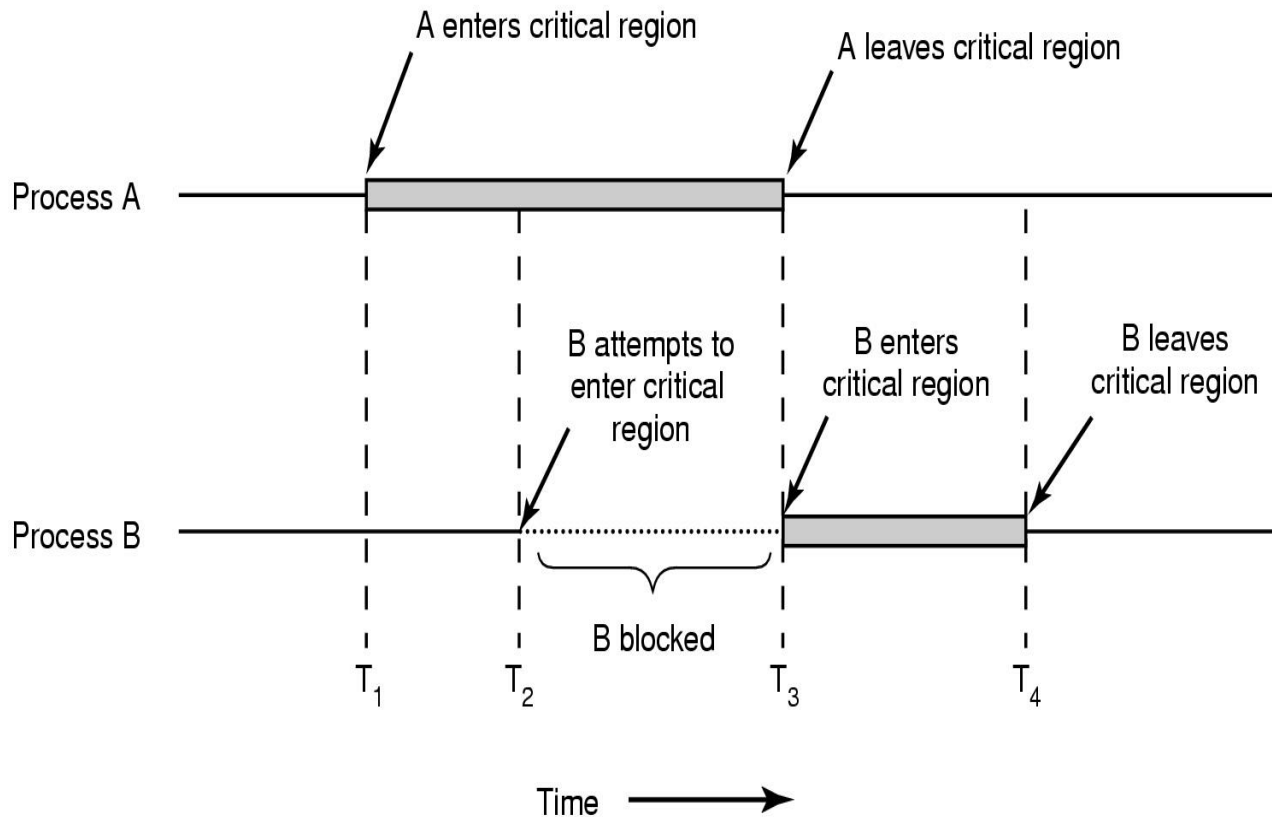 A enters critical region
A leaves critical region
Process A
B attempts to
enter critical
region
B enters
critical region
B leaves
critical region
Process B
B blocked
T1
T2
T3
T4
Time